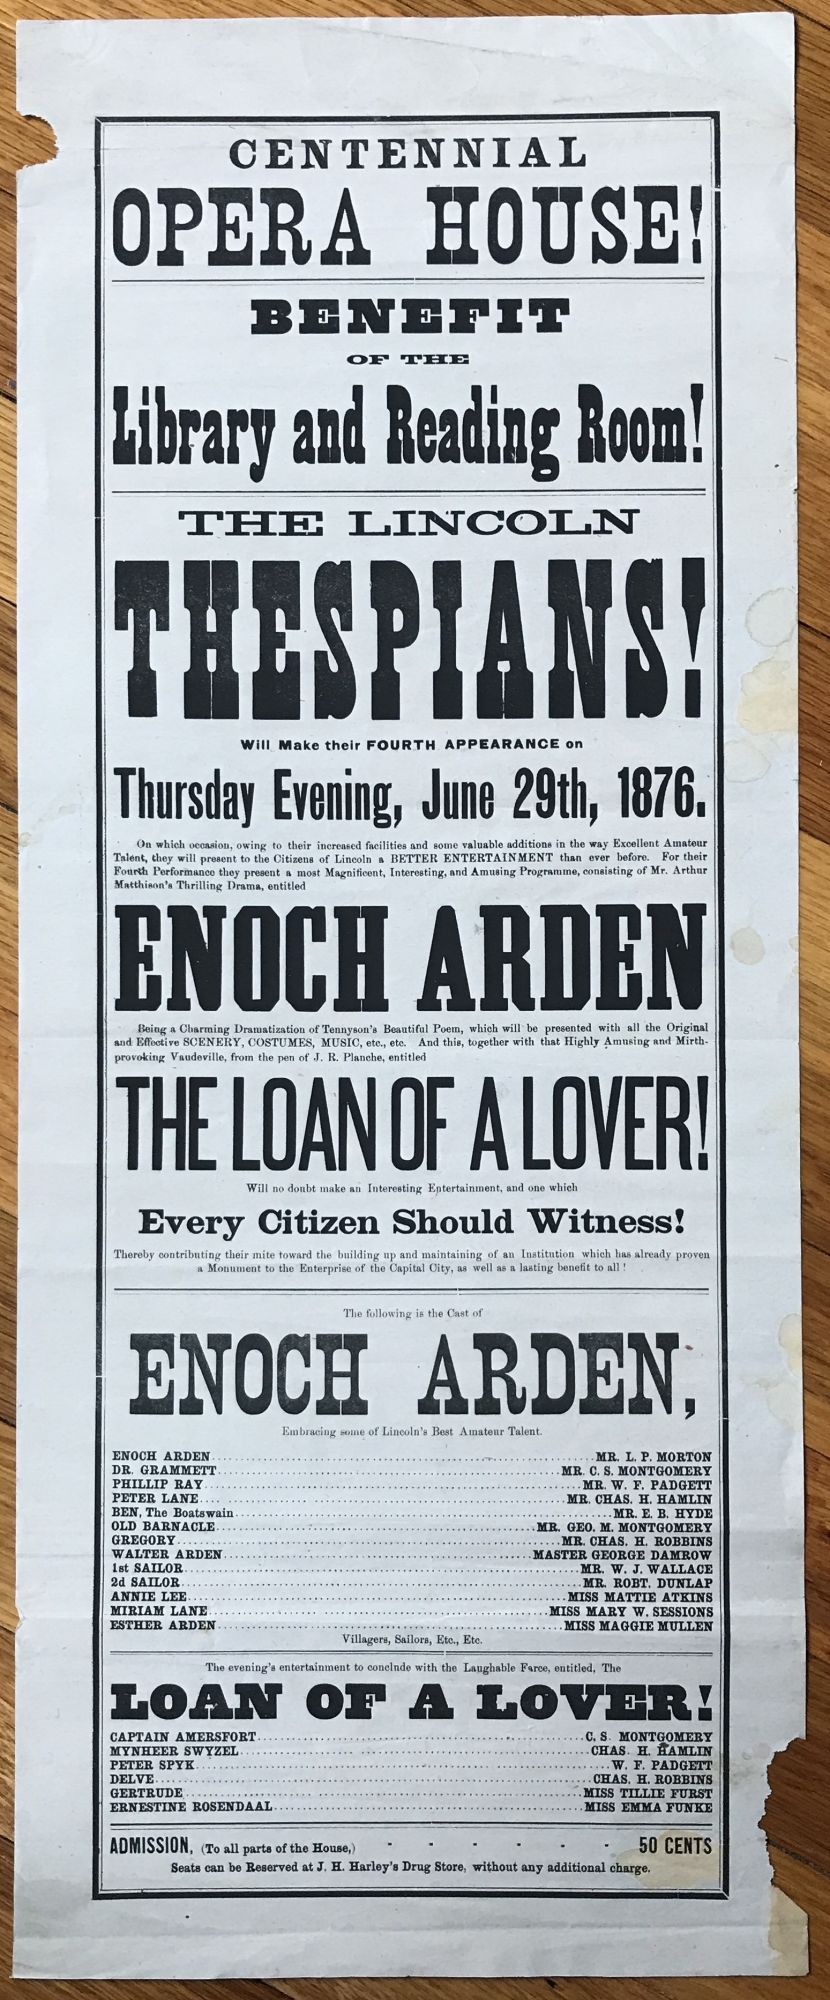 CENTENNIAL
OPERA HOUSE!
BENEFIT
OF THE
Library and Reading Room!
THE LINCOLN
THESPIANS!
Will Make their FOURTH APPEARANCE on
Thursday Evening, June 29th, 1876.
On which occasion, owing to their increased facilities and some valuable additions in the way Excellent Amateur
Talent, they will present to the Citizens of Lincoln a BETTER ENTERTAINMENT than ever before. For their
Fourth Performance they present a most Magnificent, Interesting, and Amusing Programme, consisting of Mr. Arthur
Matthison's Thrilling Drama, entitled
ENOCH ARDEN
Being a Charming Dramatization of Tennyson's Beautiful Poem, which will be presented with all the Original
and Effective SCENERY, COSTUMES, MUSIC, etc., etc. And this, together with that Highly Amusing and Mirth-
provoking Vaudeville, from the pen of J. R. Planche, entitled
THE LOAN OF A LOVER!
Will no doubt make an Interesting Entertainment, and one which
Every Citizen Should Witness!
Thereby contributing their mite toward the building up and maintaining of an Institution which has already proven
a Monument to the Enterprise of the Capital City, as well as a lasting benefit to all!
The following is the Cast of
ENOCH ARDEN,
Embracing some of Lincoln's Best Amateur Talent.
ENOCH ARDEN MR. L. P. MORTON
DR. GRAMMETT MR. C. S. MONTGOMERY
PHILLIP RAY MR. W. F. PADGETT
PETER LANE MR. CHAS. H. HAMLIN
BEN, The Boatswain MR. E. B. HYDE
OLD BARNACLE MR. GEO. M. MONTGOMERY
GREGORY MR. CHAS. H. ROBBINS
WALTER ARDEN MASTER GEORGE DAMROW
1st SAILOR MR. W. J. WALLACE
2d SAILOR MR. ROBT. DUNLAP
ANNIE LEE MISS MATTIE ATKINS
MIRIAM LANE MISS MARY W. SESSIONS
ESTHER ARDEN MISS MAGGIE MULLEN
Villagers, Sailors, Etc., Etc.
The evening's entertainment to conclnde with the Laughable Farce, entitled, The
LOAN OF A LOVER!
CAPTAIN AMERSFORT C. S. MONTGOMERY
MYNHEER SWYZEL CHAS. H. HAMLIN
PETER SPYK W. F. PADGETT
DELVE CHAS. H. ROBBINS
GERTRUDE MISS TILLIE FURST
ERNESTINE ROSENDAAL MISS EMMA FUNKE
ADMISSION, (To all parts of the House,) - - - - - - 50 CENTS
Seats can be Reserved at J. H. Harley's Drug Store, without any additional charge.